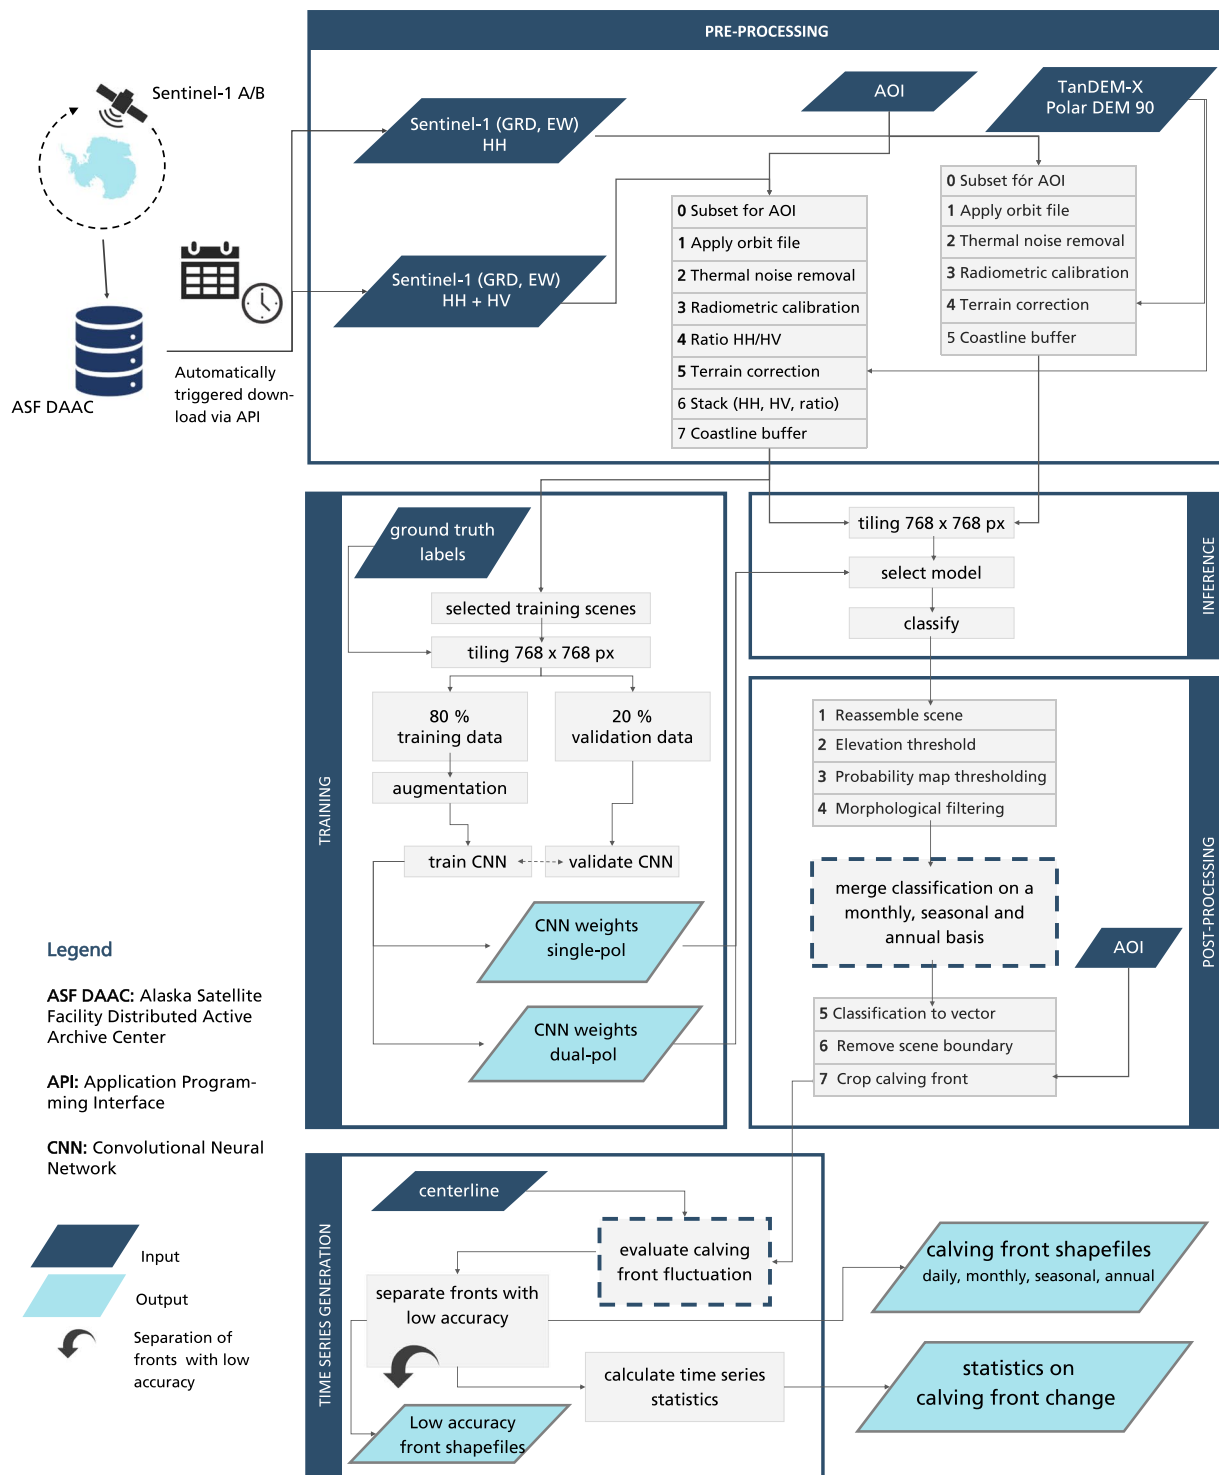 PRE-PROCESSING
Sentinel-1 A/B
ASF DAAC
Automatically
triggered down-
load via API
Sentinel-1 (GRD, EW)
HH
AOI
TanDEM-X
Polar DEM 90
Sentinel-1 (GRD, EW)
HH + HV
0 Subset for AOI
1 Apply orbit file
2 Thermal noise removal
3 Radiometric calibration
4 Ratio HH/HV
5 Terrain correction
6 Stack (HH, HV, ratio)
7 Coastline buffer
0 Subset for AOI
1 Apply orbit file
2 Thermal noise removal
3 Radiometric calibration
4 Terrain correction
5 Coastline buffer
TRAINING
ground truth
labels
selected training scenes
tiling 768 x 768 px
80 %
training data
20 %
validation data
augmentation
train CNN
validate CNN
CNN weights
single-pol
CNN weights
dual-pol
INFERENCE
tiling 768 x 768 px
select model
classify
POST-PROCESSING
1 Reassemble scene
2 Elevation threshold
3 Probability map thresholding
4 Morphological filtering
merge classification on a
monthly, seasonal and
annual basis
AOI
5 Classification to vector
6 Remove scene boundary
7 Crop calving front
Legend
ASF DAAC: Alaska Satellite
Facility Distributed Active
Archive Center
API: Application Program-
ming Interface
CNN: Convolutional Neural
Network
Input
Output
Separation of
fronts with low
accuracy
TIME SERIES GENERATION
centerline
evaluate calving
front fluctuation
separate fronts with
low accuracy
calculate time series
statistics
Low accuracy
front shapefiles
calving front shapefiles
daily, monthly, seasonal, annual
statistics on
calving front change